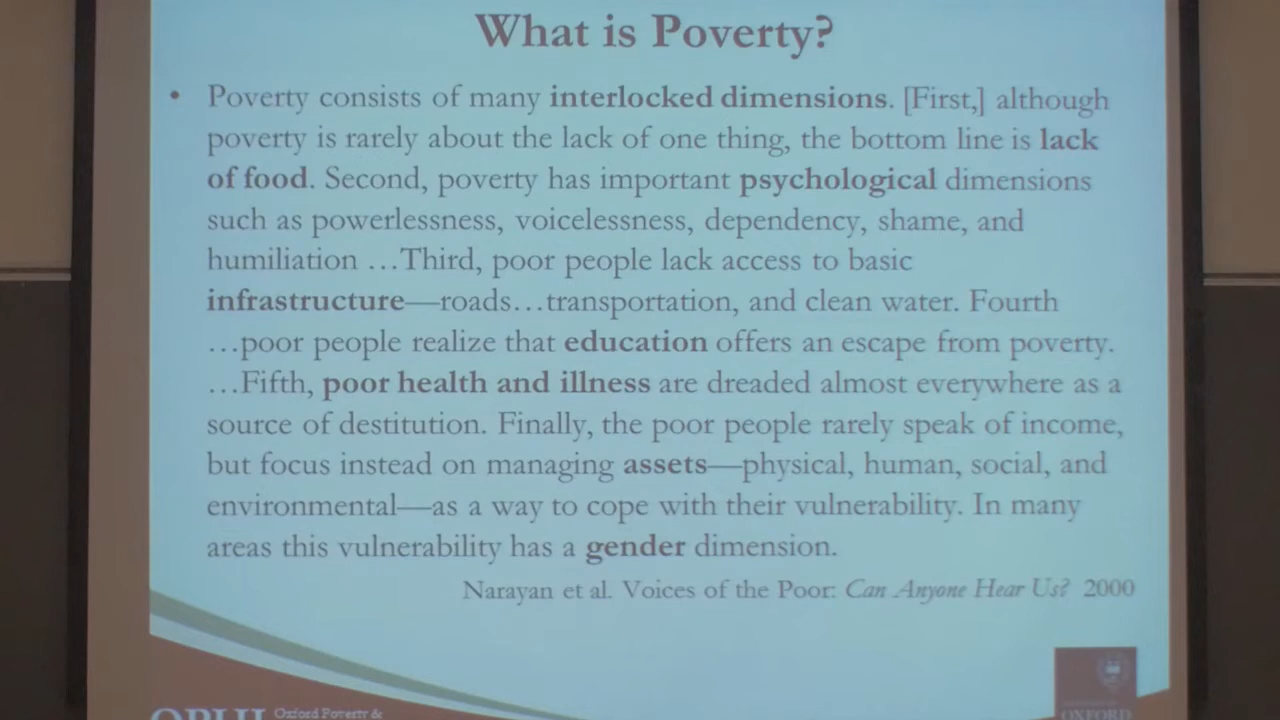 What is Poverty?
• Poverty consists of many interlocked dimensions. [First,] although
poverty is rarely about the lack of one thing, the bottom line is lack
of food. Second, poverty has important psychological dimensions
such as powerlessness, voicelessness, dependency, shame, and
humiliation …Third, poor people lack access to basic
infrastructure—roads…transportation, and clean water. Fourth
…poor people realize that education offers an escape from poverty.
…Fifth, poor health and illness are dreaded almost everywhere as a
source of destitution. Finally, the poor people rarely speak of income,
but focus instead on managing assets—physical, human, social, and
environmental—as a way to cope with their vulnerability. In many
areas this vulnerability has a gender dimension.
Narayan et al. Voices of the Poor: Can Anyone Hear Us? 2000
OPHI Oxford Poverty &
OXFORD